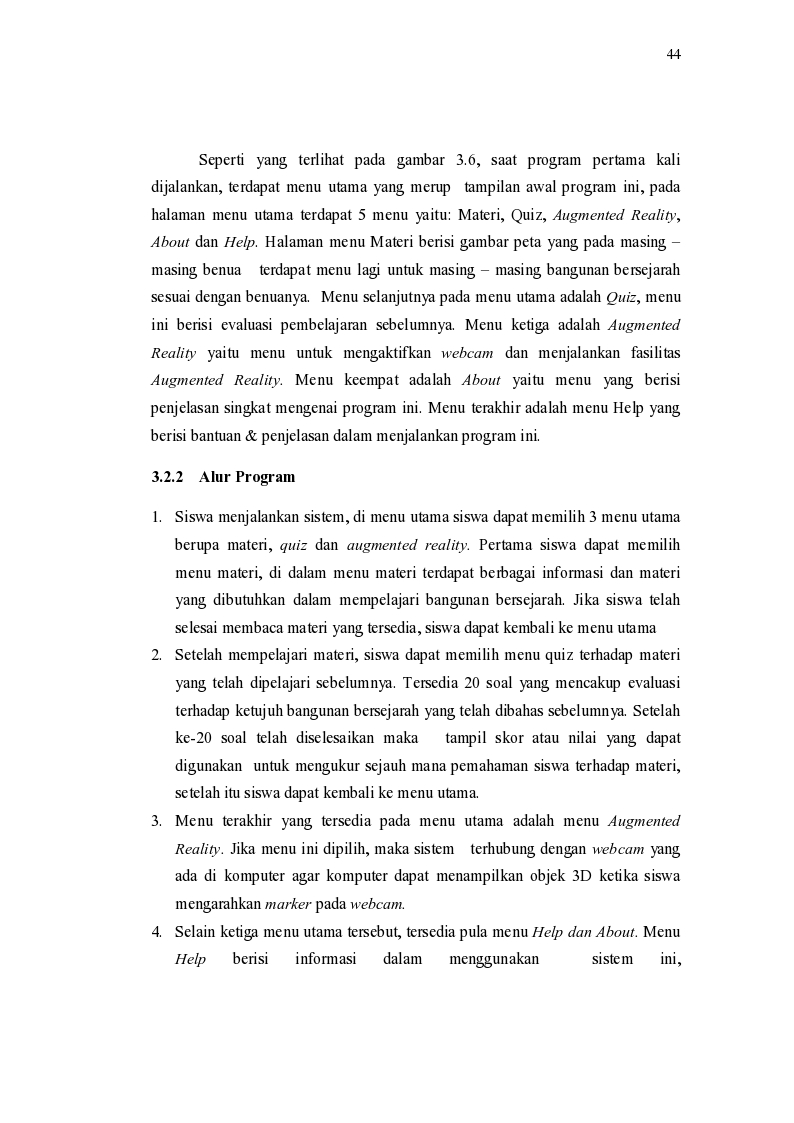 44
Seperti yang terlihat pada gambar 3.6, saat program pertama kali
dijalankan, terdapat menu utama yang merup tampilan awal program ini, pada
halaman menu utama terdapat 5 menu yaitu: Materi, Quiz, Augmented Reality,
About dan Help. Halaman menu Materi berisi gambar peta yang pada masing –
masing benua terdapat menu lagi untuk masing – masing bangunan bersejarah
sesuai dengan benuanya. Menu selanjutnya pada menu utama adalah Quiz, menu
ini berisi evaluasi pembelajaran sebelumnya. Menu ketiga adalah Augmented
Reality yaitu menu untuk mengaktifkan webcam dan menjalankan fasilitas
Augmented Reality. Menu keempat adalah About yaitu menu yang berisi
penjelasan singkat mengenai program ini. Menu terakhir adalah menu Help yang
berisi bantuan & penjelasan dalam menjalankan program ini.
3.2.2 Alur Program
1. Siswa menjalankan sistem, di menu utama siswa dapat memilih 3 menu utama
berupa materi, quiz dan augmented reality. Pertama siswa dapat memilih
menu materi, di dalam menu materi terdapat berbagai informasi dan materi
yang dibutuhkan dalam mempelajari bangunan bersejarah. Jika siswa telah
selesai membaca materi yang tersedia, siswa dapat kembali ke menu utama
2. Setelah mempelajari materi, siswa dapat memilih menu quiz terhadap materi
yang telah dipelajari sebelumnya. Tersedia 20 soal yang mencakup evaluasi
terhadap ketujuh bangunan bersejarah yang telah dibahas sebelumnya. Setelah
ke-20 soal telah diselesaikan maka tampil skor atau nilai yang dapat
digunakan untuk mengukur sejauh mana pemahaman siswa terhadap materi,
setelah itu siswa dapat kembali ke menu utama.
3. Menu terakhir yang tersedia pada menu utama adalah menu Augmented
Reality. Jika menu ini dipilih, maka sistem terhubung dengan webcam yang
ada di komputer agar komputer dapat menampilkan objek 3D ketika siswa
mengarahkan marker pada webcam.
4. Selain ketiga menu utama tersebut, tersedia pula menu Help dan About. Menu
Help berisi informasi dalam menggunakan sistem ini,